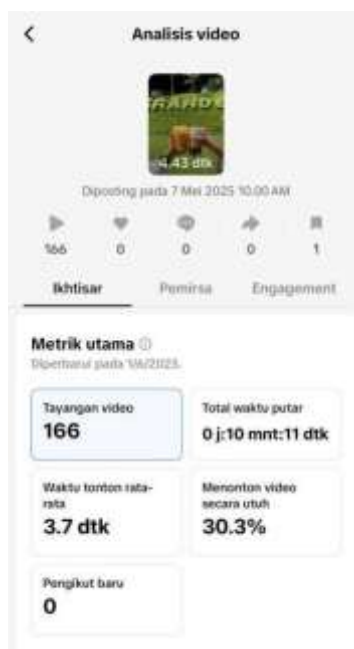 Analisis video
4.43 dtk
Diposting pada 7 Mei 2025 10.00 AM
166 0 0 0 1
Ikhtisar Pemirsa Engagement
Metrik utama
Diperbarui pada 1/6/2025.
Tayangan video
166
Total waktu putar
0 j:10 mnt:11 dtk
Waktu tonton rata-
rata
3.7 dtk
Menonton video
secara utuh
30.3%
Pengikut baru
0